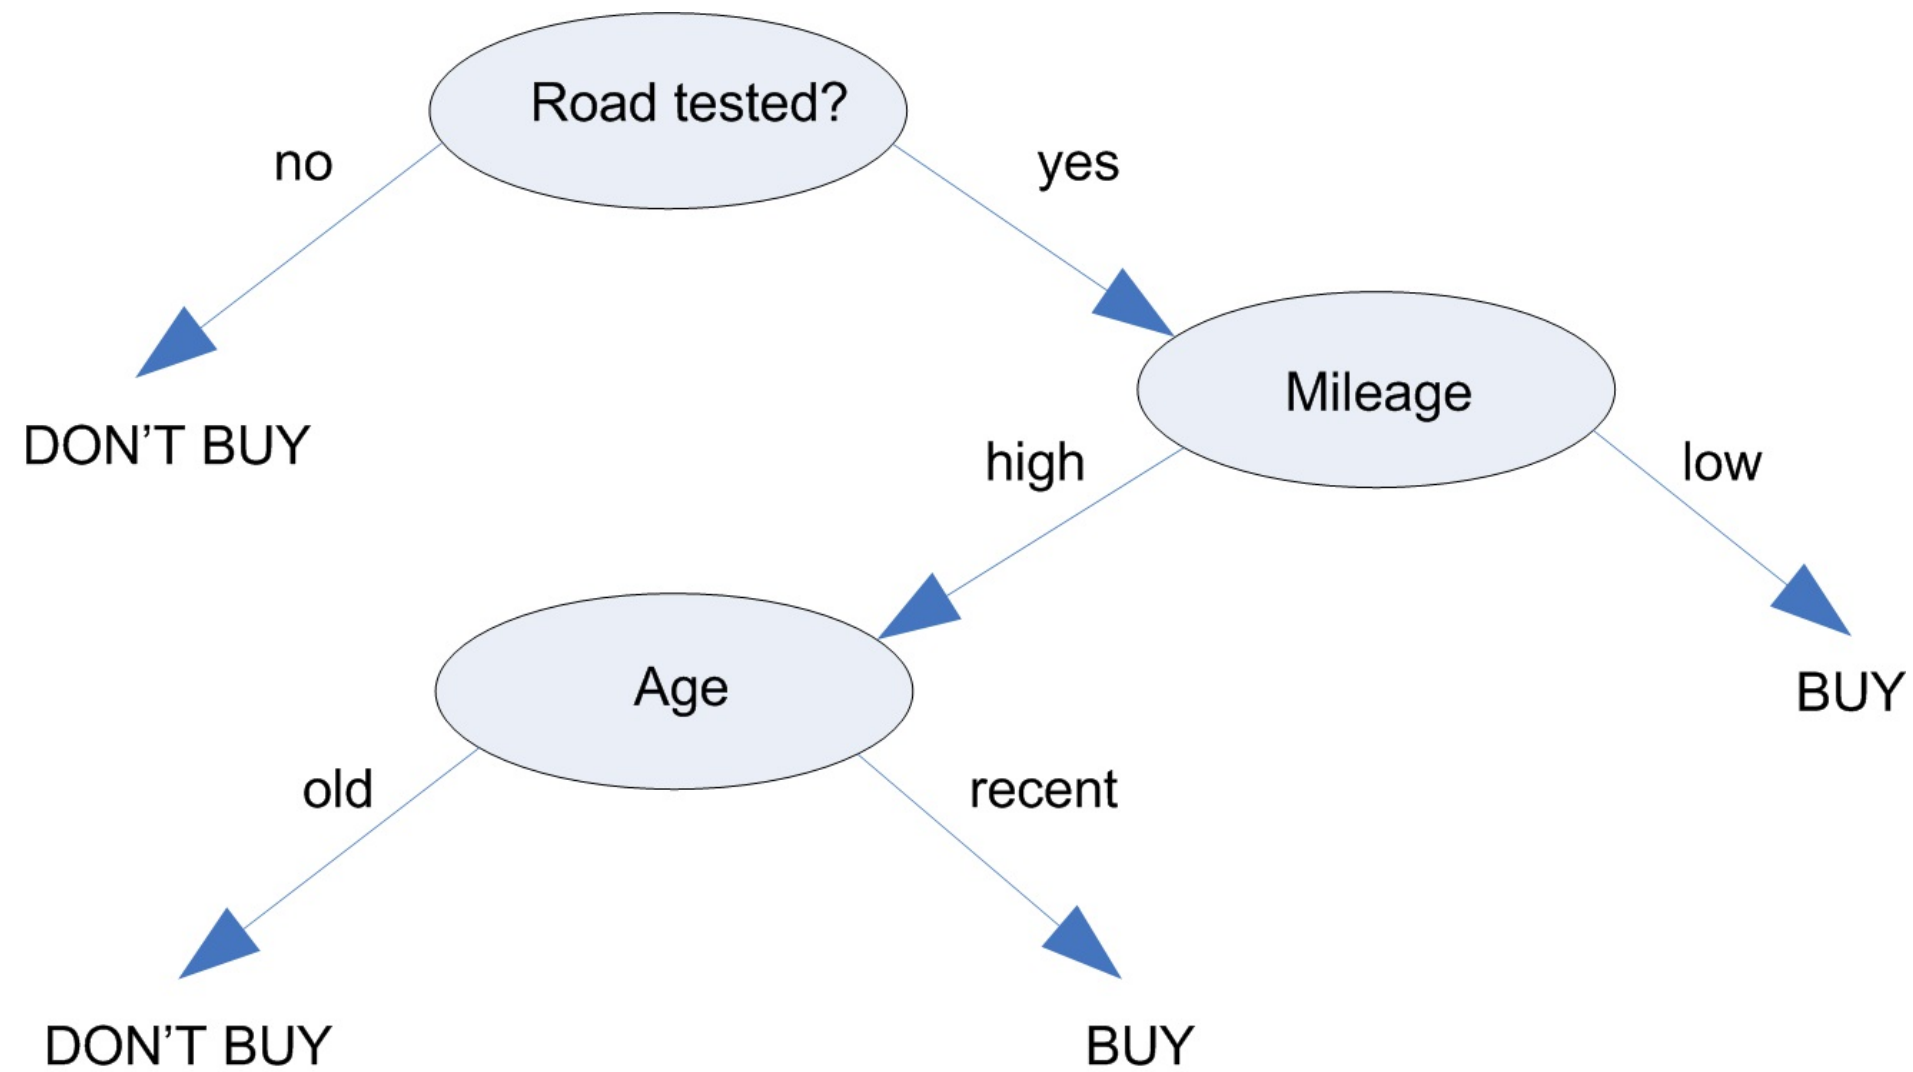 Road tested?
no
yes
Mileage
DON’T BUY
high
low
Age
BUY
old
recent
DON’T BUY
BUY